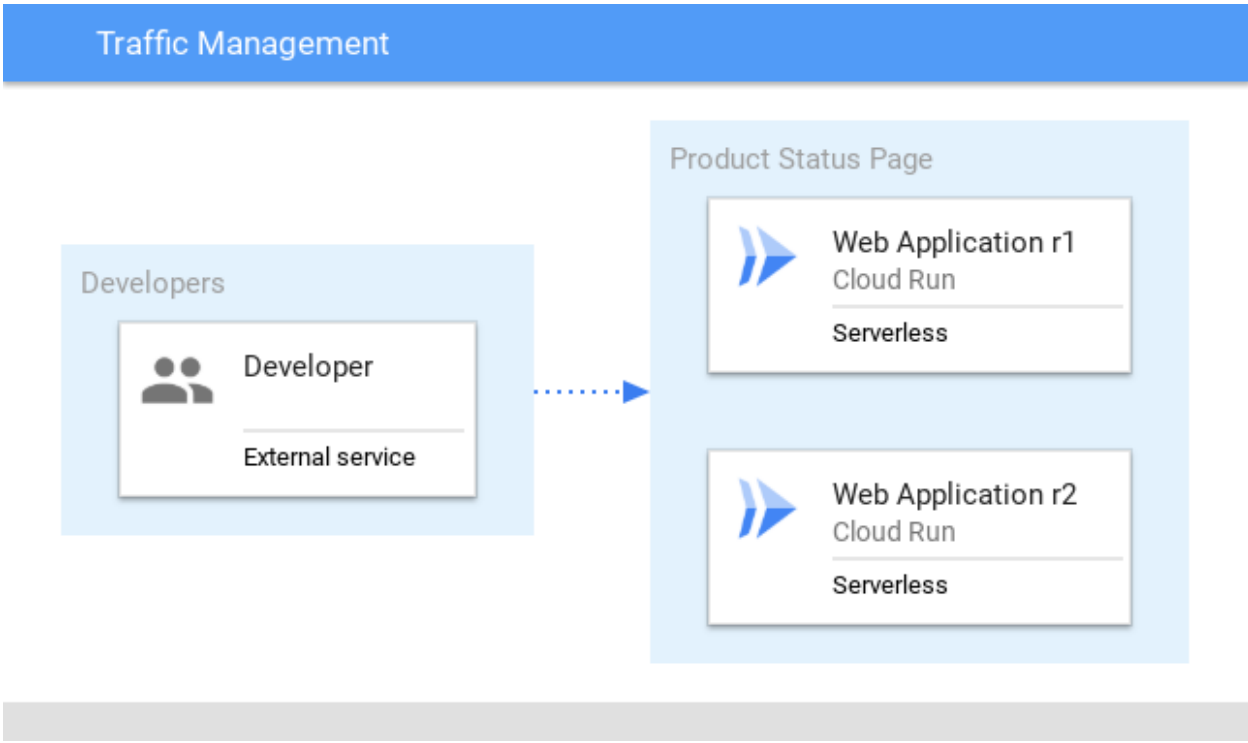 Traffic Management
Product Status Page
Web Application r1
Cloud Run
Serverless
Developers
Developer
External service
Web Application r2
Cloud Run
Serverless